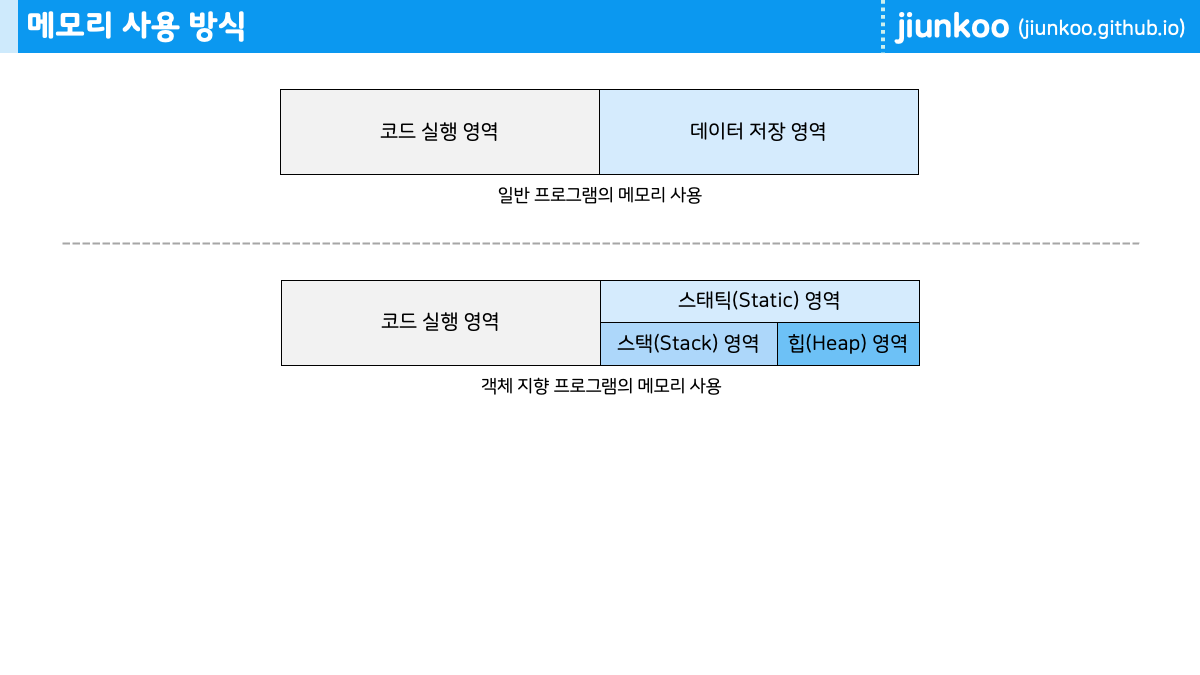 메모리 사용 방식
jiunkoo (jiunkoo.github.io)
코드 실행 영역
데이터 저장 영역
일반 프로그램의 메모리 사용
코드 실행 영역
스태틱(Static) 영역
스택(Stack) 영역
힙(Heap) 영역
객체 지향 프로그램의 메모리 사용